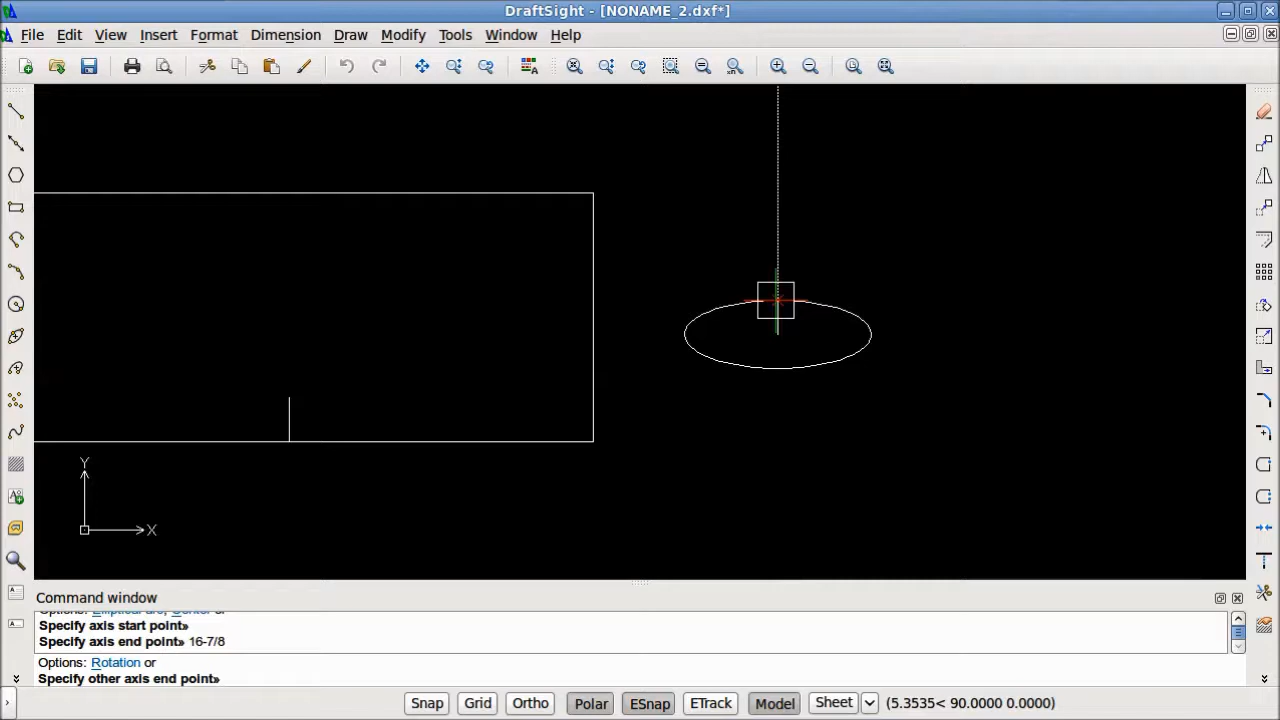 DraftSight - [NONAME_2.dxf*]
File Edit View Insert Format Dimension Draw Modify Tools Window Help
Y
X
Command window
Specify axis start point»
Specify axis end point» 16-7/8
Options: Rotation or
Specify other axis end point»
Snap Grid Ortho Polar ESnap ETrack Model Sheet (5.3535< 90.0000 0.0000)